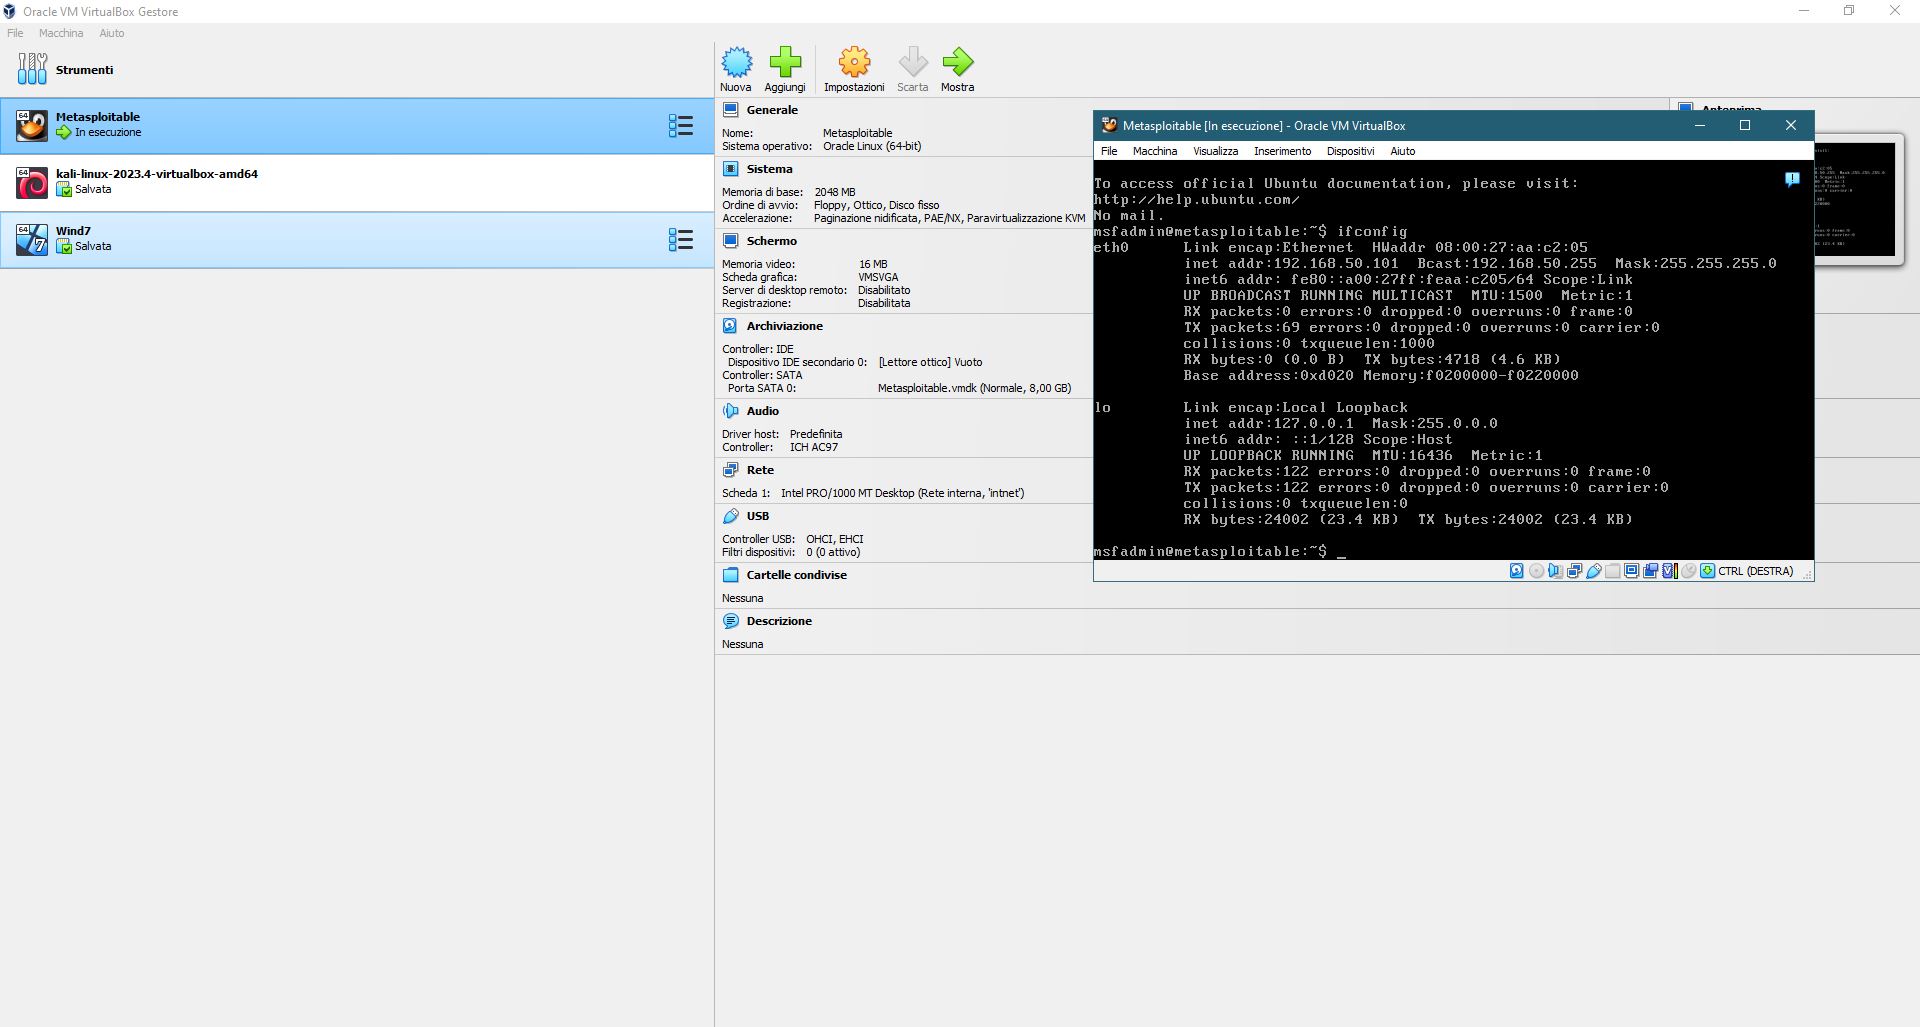 Oracle VM VirtualBox Gestore
File Macchina Aiuto
Strumenti
Metasploitable
In esecuzione
kali-linux-2023.4-virtualbox-amd64
Salvata
Wind7
Salvata
Nuova Aggiungi Impostazioni Scarta Mostra
Generale
Nome: Metasploitable
Sistema operativo: Oracle Linux (64-bit)
Sistema
Memoria di base: 2048 MB
Ordine di avvio: Floppy, Ottico, Disco fisso
Accelerazione: Paginazione nidificata, PAE/NX, Paravirtualizzazione KVM
Schermo
Memoria video: 16 MB
Scheda grafica: VMSVGA
Server di desktop remoto: Disabilitato
Registrazione: Disabilitata
Archiviazione
Controller: IDE
Dispositivo IDE secondario 0: [Lettore ottico] Vuoto
Controller: SATA
Porta SATA 0: Metasploitable.vmdk (Normale, 8,00 GB)
Audio
Driver host: Predefinita
Controller: ICH AC97
Rete
Scheda 1: Intel PRO/1000 MT Desktop (Rete interna, 'intnet')
USB
Controller USB: OHCI, EHCI
Filtri dispositivi: 0 (0 attivo)
Cartelle condivise
Nessuna
Descrizione
Nessuna
Anteprima
Metasploitable [In esecuzione] - Oracle VM VirtualBox
File Macchina Visualizza Inserimento Dispositivi Aiuto
To access official Ubuntu documentation, please visit:
http://help.ubuntu.com/
No mail.
msfadmin@metasploitable:~$ ifconfig
eth0 Link encap:Ethernet HWaddr 08:00:27:aa:c2:05
inet addr:192.168.50.101 Bcast:192.168.50.255 Mask:255.255.255.0
inet6 addr: fe80::a00:27ff:feaa:c205/64 Scope:Link
UP BROADCAST RUNNING MULTICAST MTU:1500 Metric:1
RX packets:0 errors:0 dropped:0 overruns:0 frame:0
TX packets:69 errors:0 dropped:0 overruns:0 carrier:0
collisions:0 txqueuelen:1000
RX bytes:0 (0.0 B) TX bytes:4718 (4.6 KB)
Base address:0xd020 Memory:f0200000-f0220000
lo Link encap:Local Loopback
inet addr:127.0.0.1 Mask:255.0.0.0
inet6 addr: ::1/128 Scope:Host
UP LOOPBACK RUNNING MTU:16436 Metric:1
RX packets:122 errors:0 dropped:0 overruns:0 frame:0
TX packets:122 errors:0 dropped:0 overruns:0 carrier:0
collisions:0 txqueuelen:0
RX bytes:24002 (23.4 KB) TX bytes:24002 (23.4 KB)
msfadmin@metasploitable:~$ _
CTRL (DESTRA)